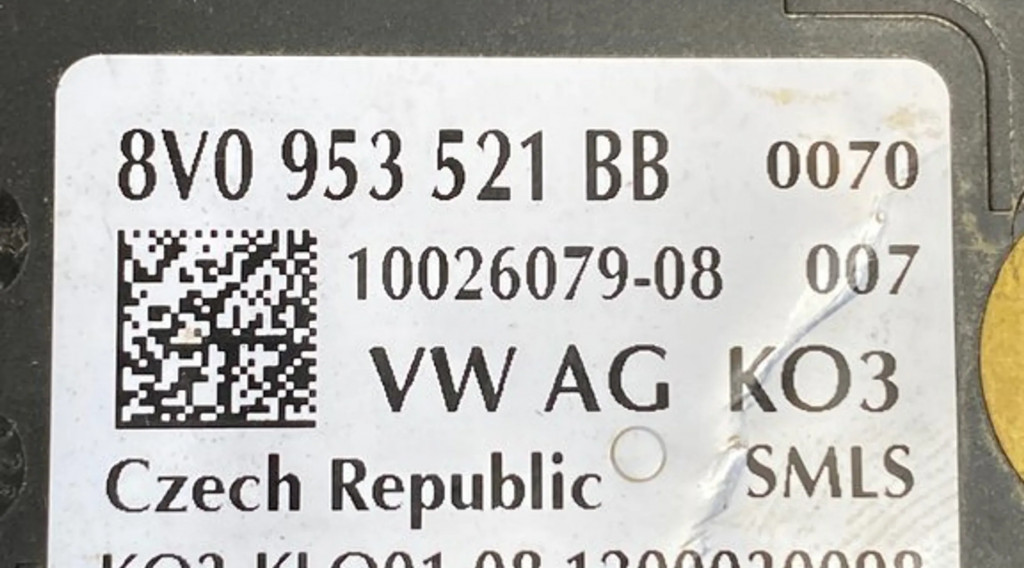 8V0 953 521 BB 0070
10026079-08 007
VW AG KO3
Czech Republic SMLS